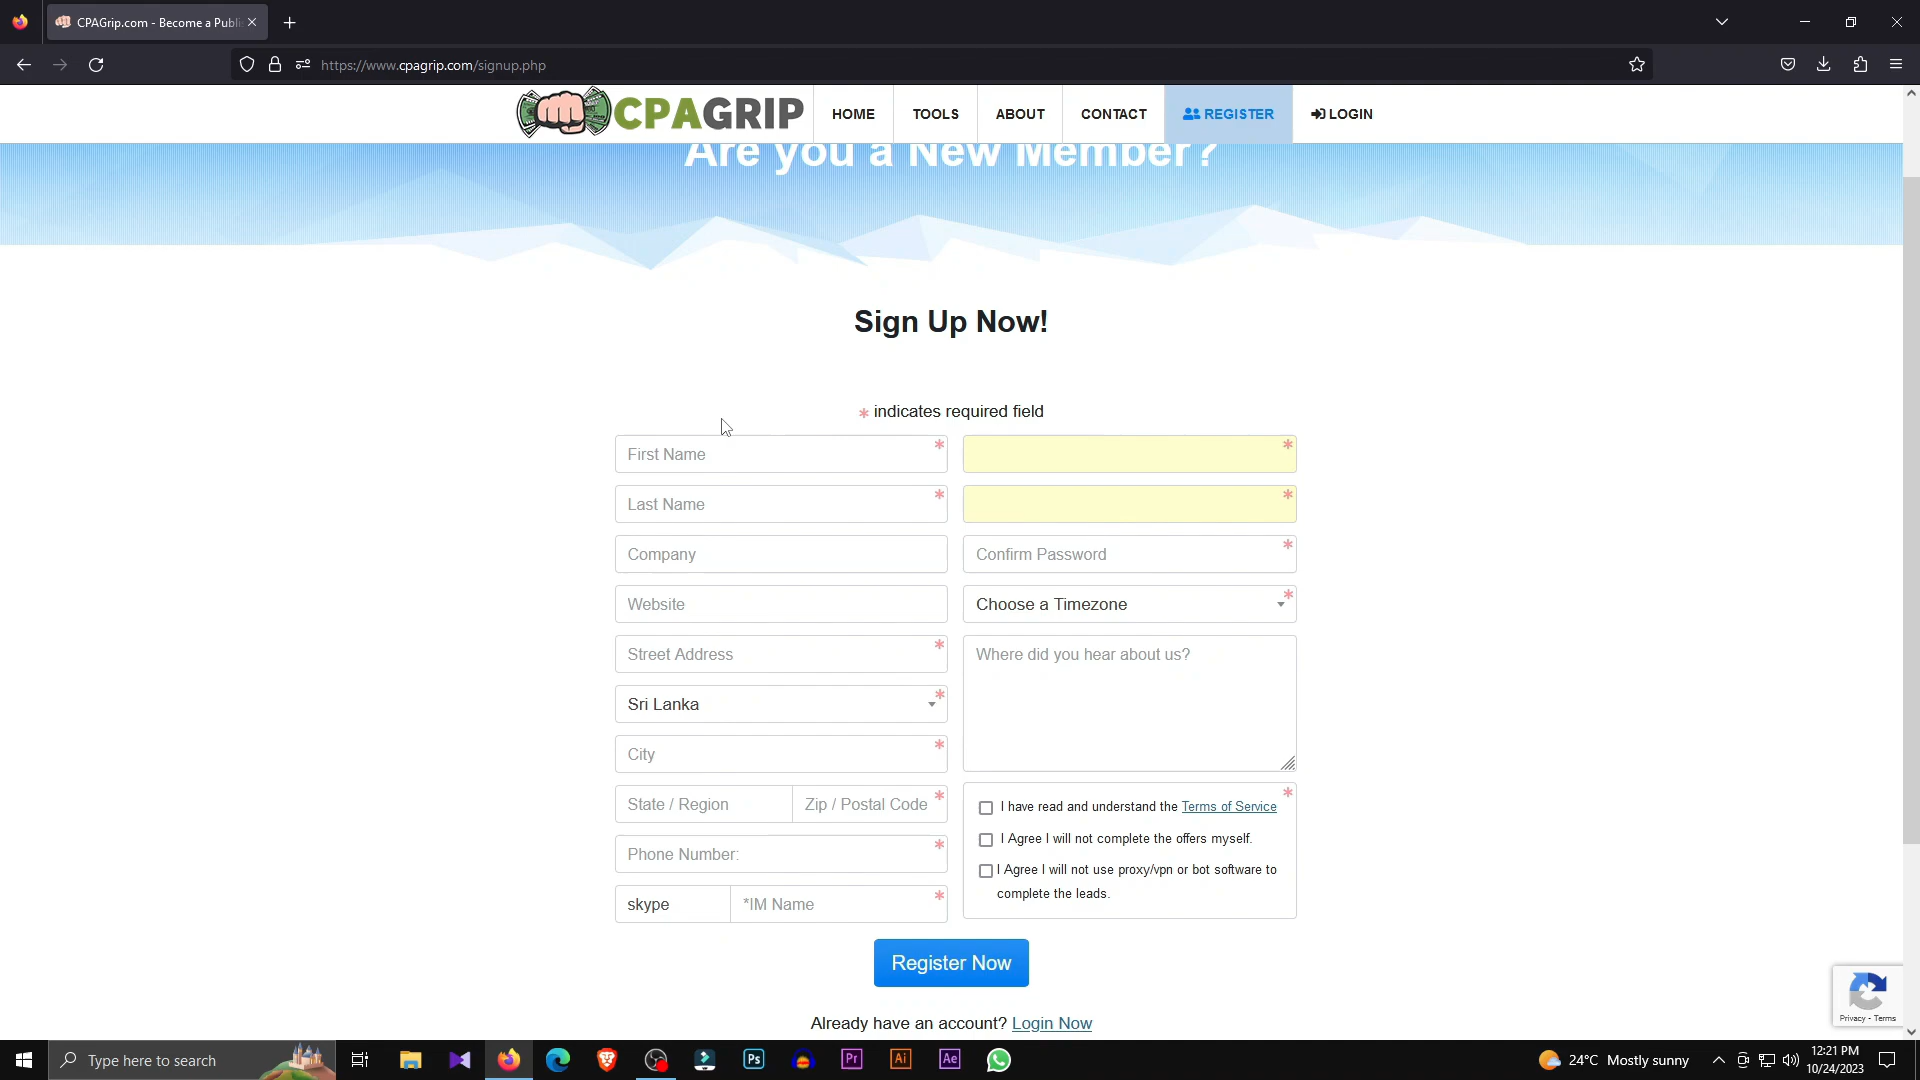 CPAGrip.com - Become a Publi
https://www.cpagrip.com/signup.php
CPAGRIP
HOME
TOOLS
ABOUT
CONTACT
REGISTER
LOGIN
Are you a New Member?
Sign Up Now!
* indicates required field
First Name *
*
Last Name *
*
Company
Confirm Password *
Website
Choose a Timezone *
Street Address *
Where did you hear about us?
Sri Lanka *
City *
State / Region
Zip / Postal Code *
Phone Number: *
skype
*IM Name *
*
I have read and understand the Terms of Service
I Agree I will not complete the offers myself.
I Agree I will not use proxy/vpn or bot software to
complete the leads.
Register Now
Already have an account? Login Now
Privacy - Terms
Type here to search
Ps
Pr
Ai
Ae
24°C Mostly sunny
12:21 PM
10/24/2023